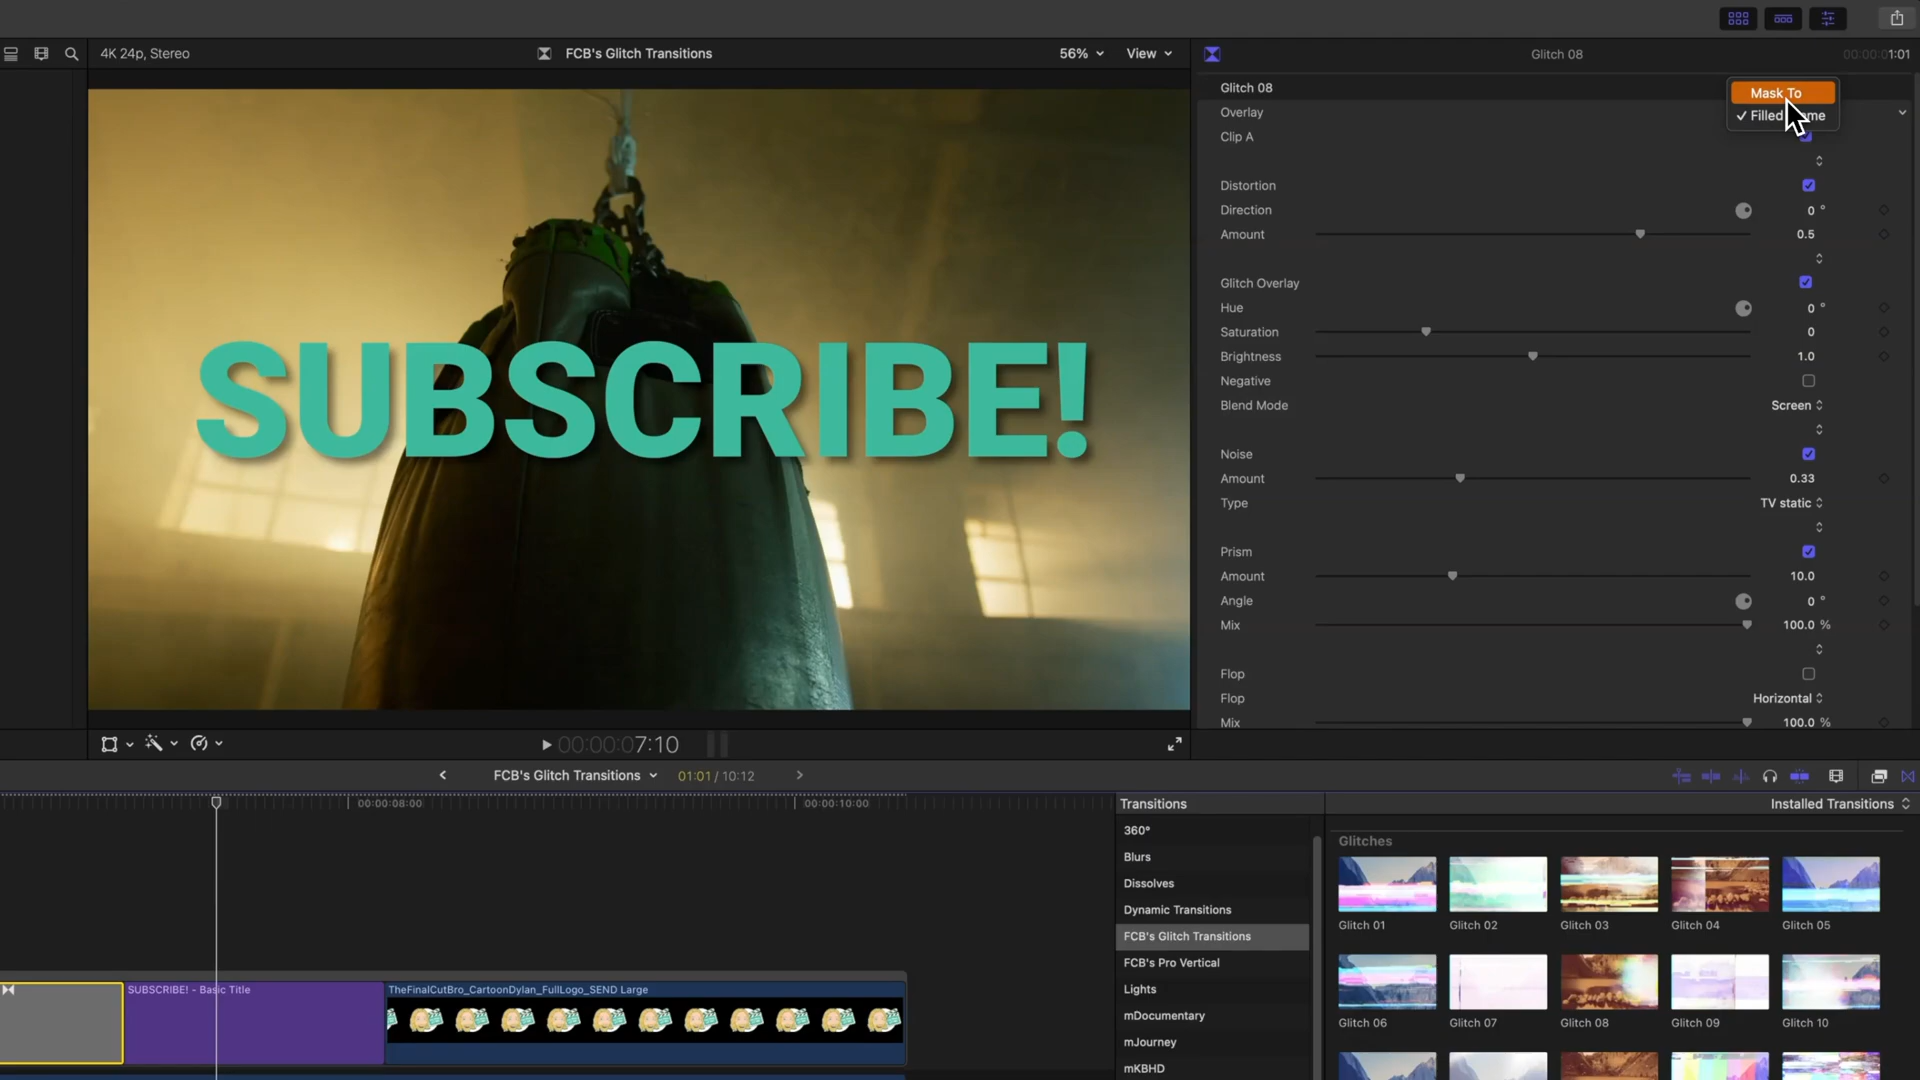 4K 24p, Stereo
FCB's Glitch Transitions
56%
View
Glitch 08
00:00:01:01
Glitch 08
Mask To
Overlay
Filled
me
Clip A
Distortion
Direction
0 °
Amount
0.5
Glitch Overlay
Hue
0 °
Saturation
0
Brightness
1.0
Negative
Blend Mode
Screen
Noise
Amount
0.33
Type
TV static
Prism
Amount
10.0
Angle
0 °
Mix
100.0 %
Flop
Flop
Horizontal
Mix
100.0 %
SUBSCRIBE!
00:00:07:10
FCB's Glitch Transitions
01:01 / 10:12
00:00:08:00
00:00:10:00
SUBSCRIBE! - Basic Title
TheFinalCutBro_CartoonDylan_FullLogo_SEND Large
Transitions
Installed Transitions
360°
Blurs
Dissolves
Dynamic Transitions
FCB's Glitch Transitions
FCB's Pro Vertical
Lights
mDocumentary
mJourney
mKBHD
Glitches
Glitch 01
Glitch 02
Glitch 03
Glitch 04
Glitch 05
Glitch 06
Glitch 07
Glitch 08
Glitch 09
Glitch 10